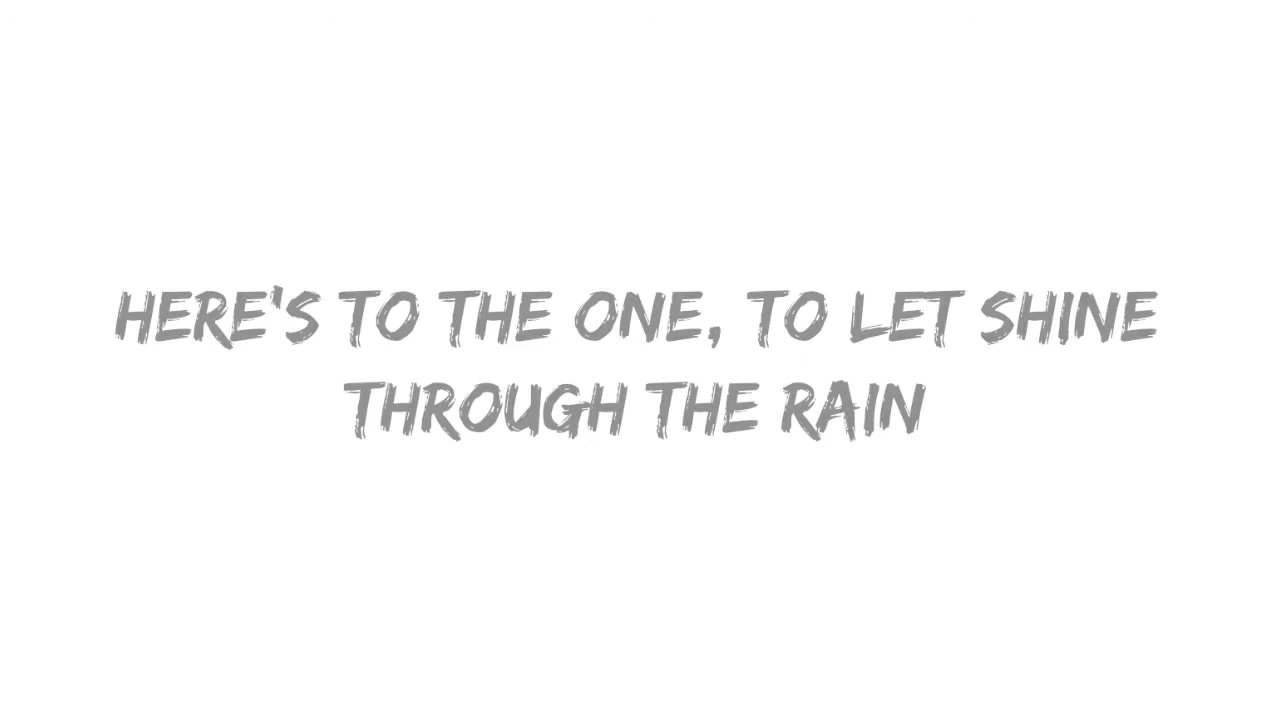 HERE'S TO THE ONE, TO LET SHINE
THROUGH THE RAIN